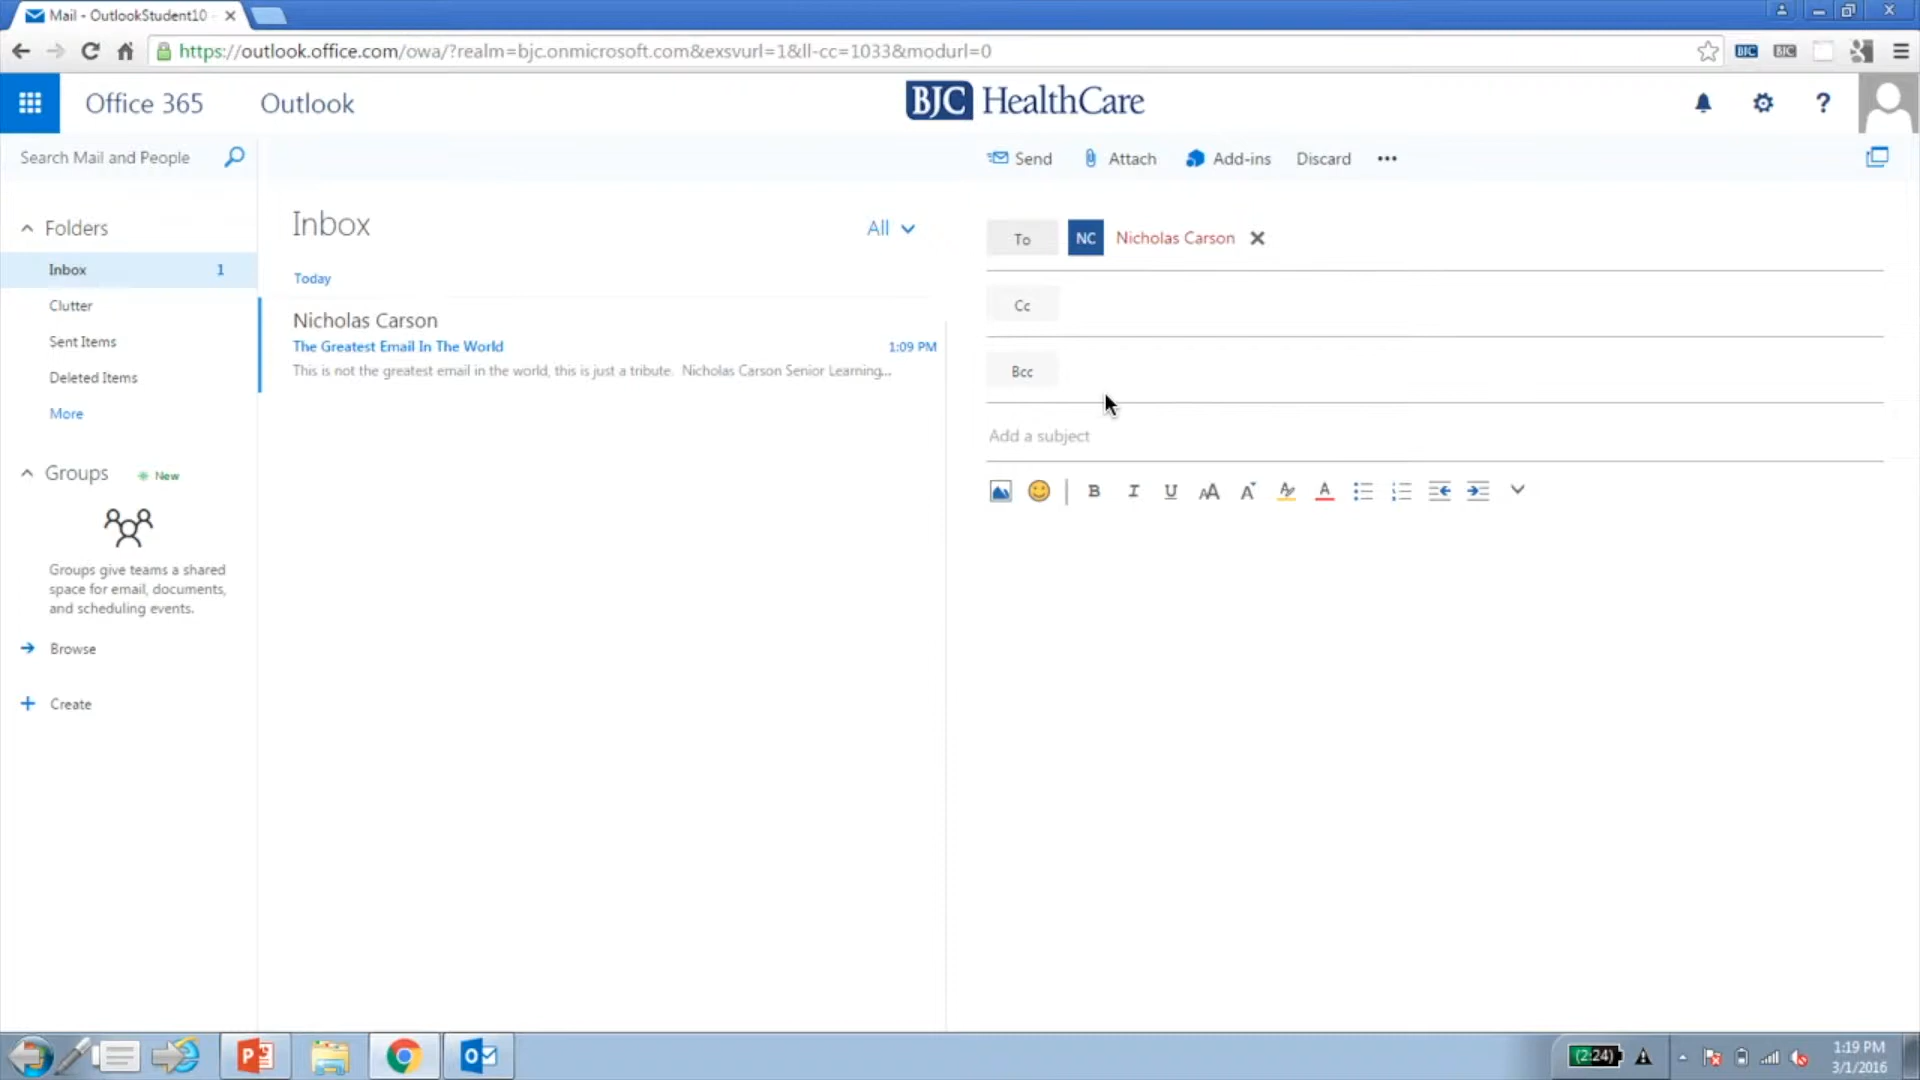 Mail - OutlookStudent10
https://outlook.office.com/owa/?realm=bjc.onmicrosoft.com&exsvurl=1&ll-cc=1033&modurl=0
BJC
BJC
Office 365
Outlook
BJC HealthCare
?
Search Mail and People
Send
Attach
Add-ins
Discard
Folders
Inbox 1
Clutter
Sent Items
Deleted Items
More
Groups
New
Groups give teams a shared
space for email, documents,
and scheduling events.
Browse
Create
Inbox
All
Today
Nicholas Carson
The Greatest Email In The World 1:09 PM
This is not the greatest email in the world, this is just a tribute. Nicholas Carson Senior Learning...
To
NC
Nicholas Carson
Cc
Bcc
Add a subject
B I U AA A A A
(2:24)
1:19 PM
3/1/2016